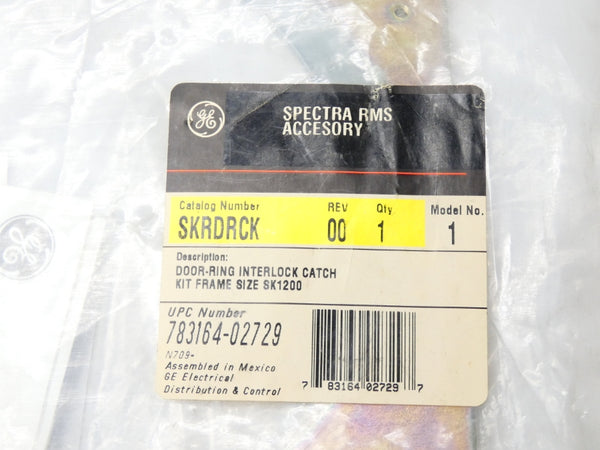 GE
SPECTRA RMS
ACCESORY
Catalog Number REV Qty Model No.
SKRDRCK 00 1 1
Description:
DOOR-RING INTERLOCK CATCH
KIT FRAME SIZE SK1200
UPC Number
783164-02729
N709-
Assembled in Mexico
GE Electrical
Distribution & Control
7 83164 02729 7
GE